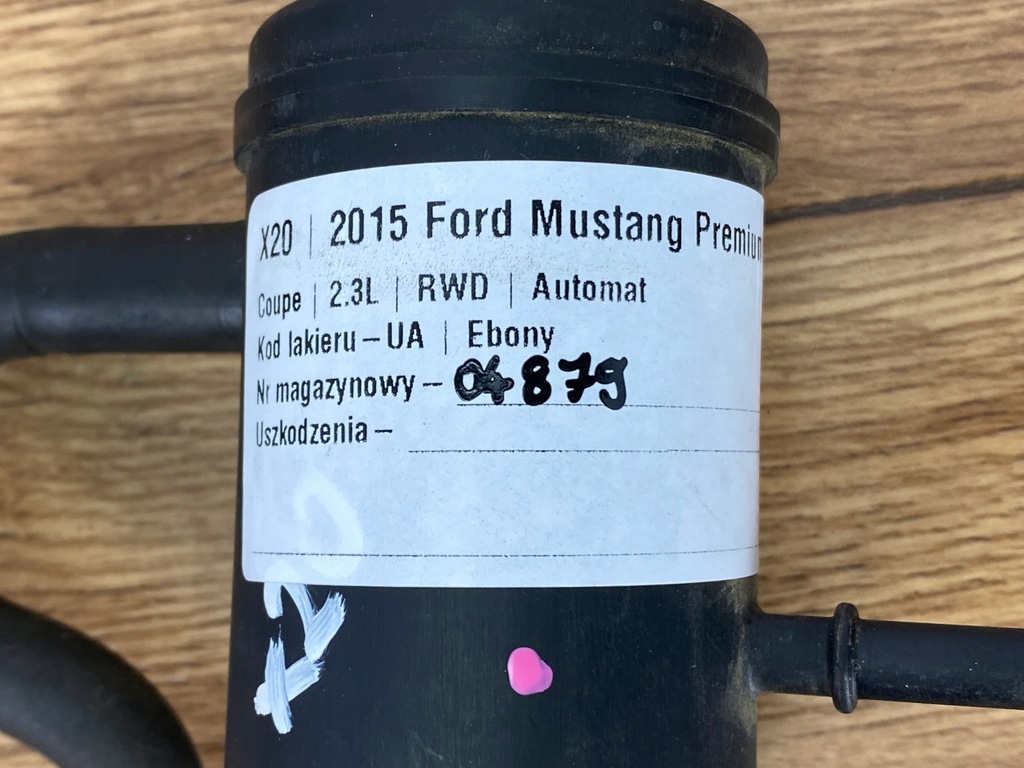 X20 | 2015 Ford Mustang Premium
Coupe | 2.3L | RWD | Automat
Kod lakieru – UA | Ebony
Nr magazynowy – 04879
Uszkodzenia –